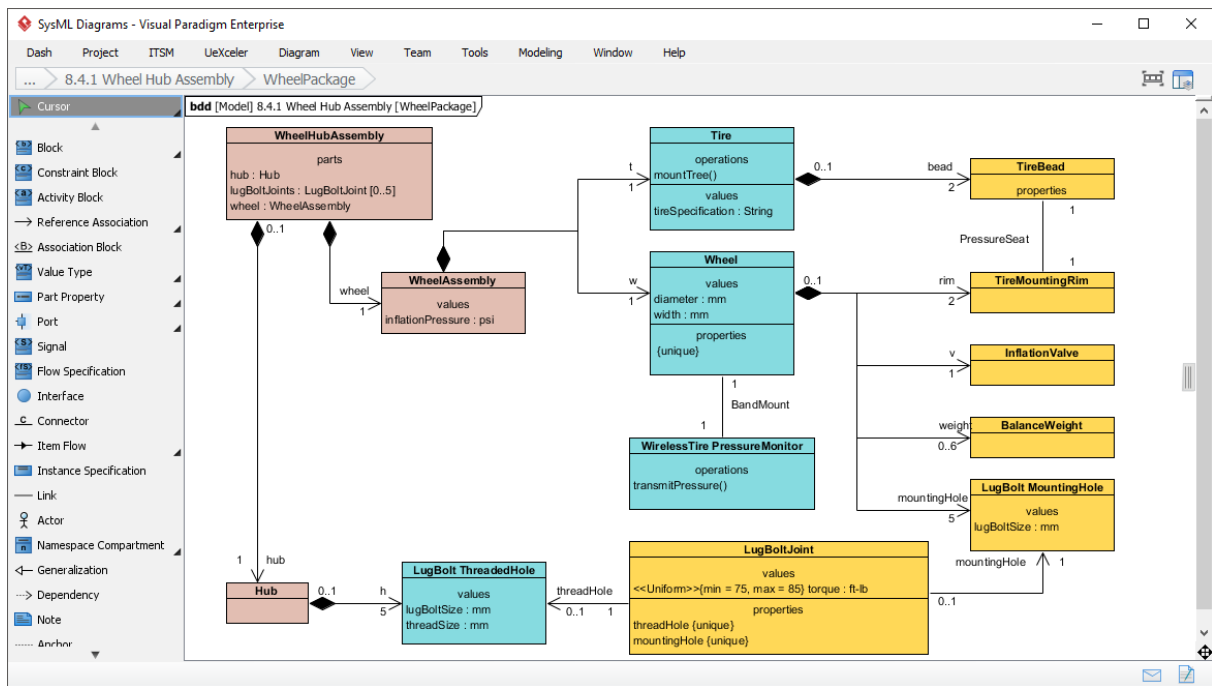 SysML Diagrams - Visual Paradigm Enterprise
Dash Project ITSM UeXceler Diagram View Team Tools Modeling Window Help
... 8.4.1 Wheel Hub Assembly WheelPackage
Cursor
Block
Constraint Block
Activity Block
Reference Association
<B> Association Block
Value Type
Part Property
Port
Signal
Flow Specification
Interface
C Connector
Item Flow
Instance Specification
Link
Actor
Namespace Compartment
Generalization
Dependency
Note
Anchor
bdd [Model] 8.4.1 Wheel Hub Assembly [WheelPackage]
WheelHubAssembly
parts
hub : Hub
lugBoltJoints : LugBoltJoint [0..5]
wheel : WheelAssembly
0..1
wheel
1
WheelAssembly
values
inflationPressure : psi
t
1
Tire
operations
mountTree()
values
tireSpecification : String
0..1
bead
2
TireBead
properties
1
PressureSeat
1
w
1
Wheel
values
diameter : mm
width : mm
properties
{unique}
0..1
rim
2
TireMountingRim
v
1
InflationValve
weight
0..6
BalanceWeight
mountingHole
5
LugBolt MountingHole
values
lugBoltSize : mm
1
BandMount
1
WirelessTire PressureMonitor
operations
transmitPressure()
mountingHole
1
0..1
LugBoltJoint
values
<<Uniform>>{min = 75, max = 85} torque : ft-lb
properties
threadHole {unique}
mountingHole {unique}
threadHole
0..1
1
LugBolt ThreadedHole
values
lugBoltSize : mm
threadSize : mm
h
5
0..1
1
hub
Hub